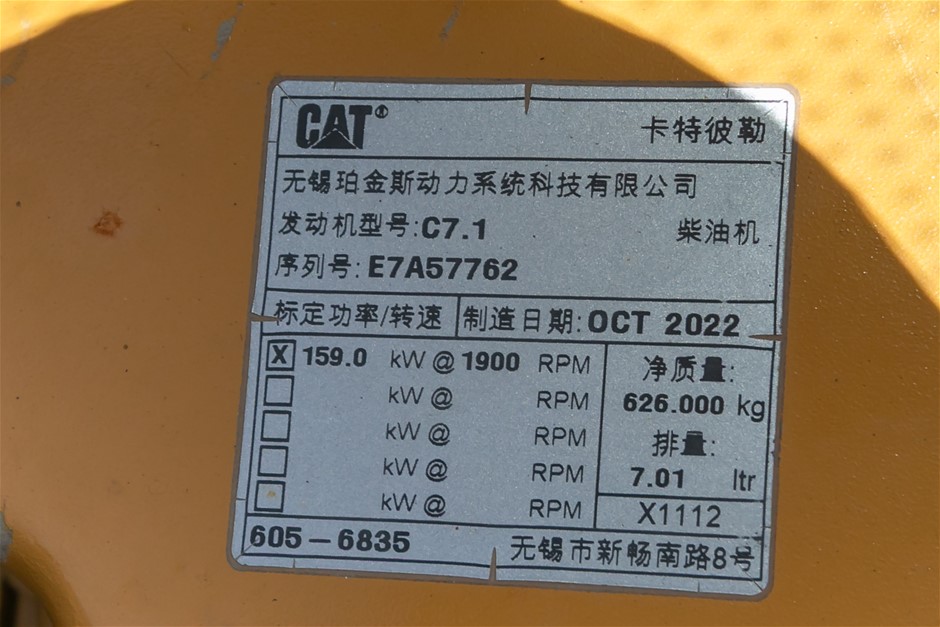 CAT® 卡特彼勒
无锡珀金斯动力系统科技有限公司
发动机型号:C7.1 柴油机
序列号:E7A57762
标定功率/转速 制造日期:OCT 2022
X 159.0 kW @ 1900 RPM
kW @ RPM
kW @ RPM
kW @ RPM
kW @ RPM
净质量:
626.000 kg
排量:
7.01 ltr
X1112
605-6835 无锡市新畅南路8号